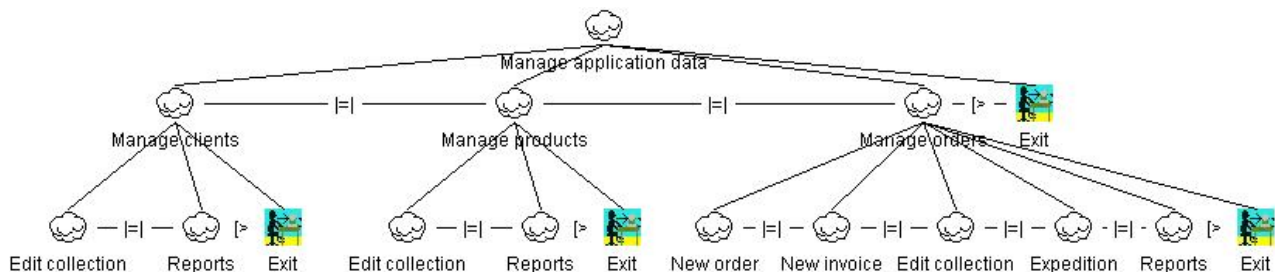 Manage application data
|=| |=| [>
Manage clients Manage products Manage orders Exit
|=| [> |=| [> |=| |=| |=| |=| [>
Edit collection Reports Exit Edit collection Reports Exit New order New invoice Edit collection Expedition Reports Exit